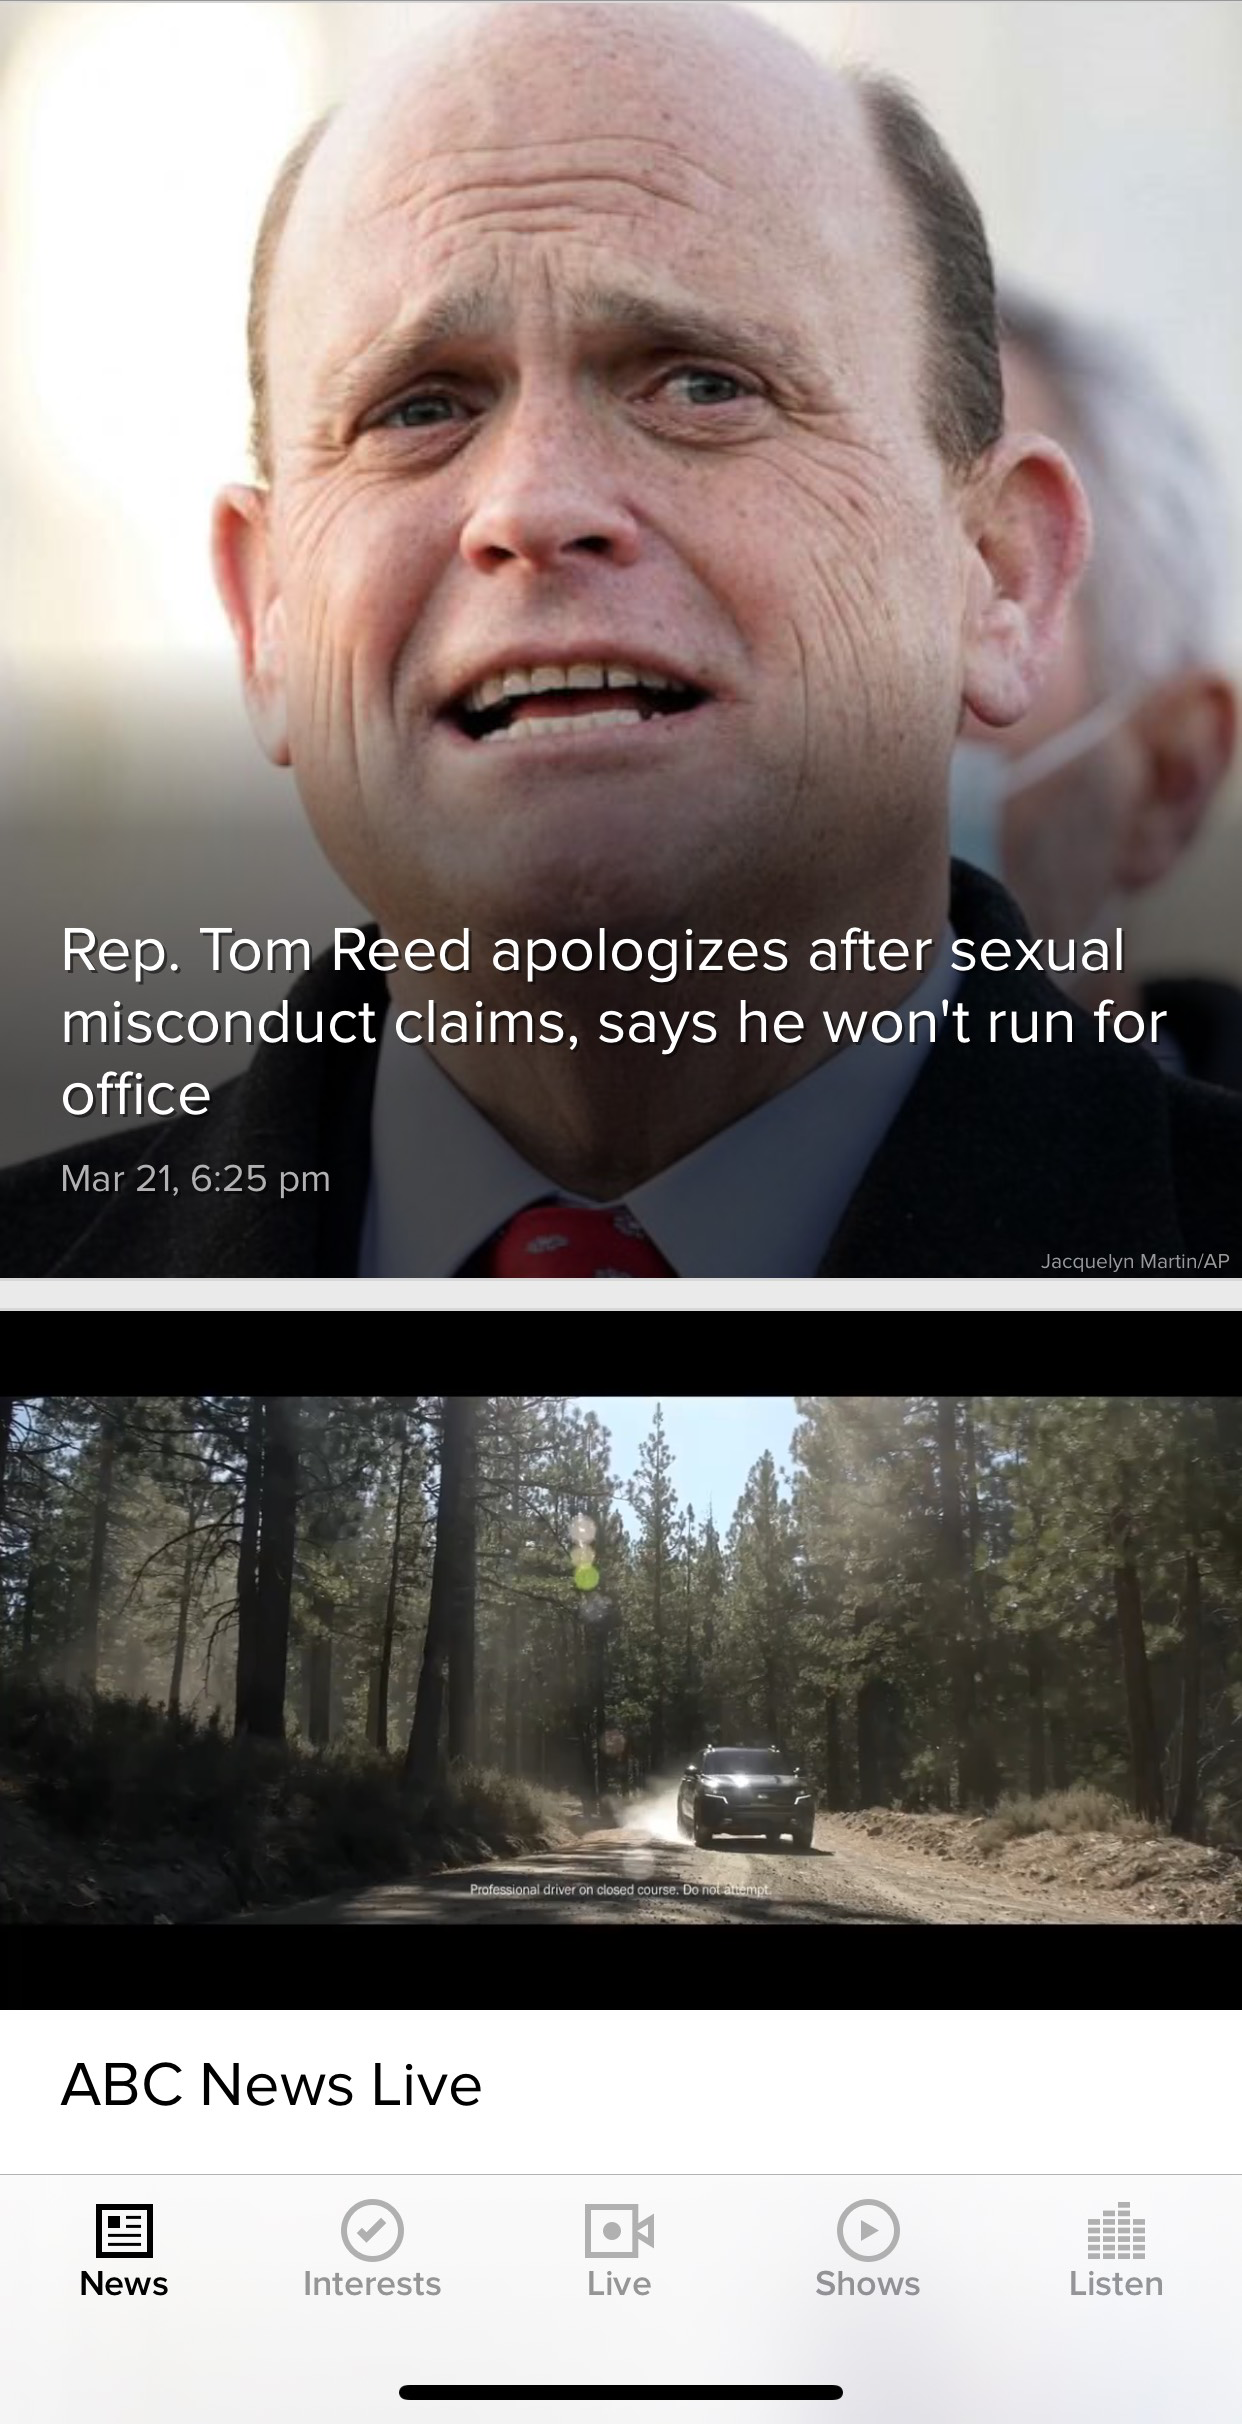 Rep. Tom Reed apologizes after sexual
misconduct claims, says he won't run for
office
Mar 21, 6:25 pm
Jacquelyn Martin/AP
Professional driver on closed course. Do not attempt.
ABC News Live
News
Interests
Live
Shows
Listen